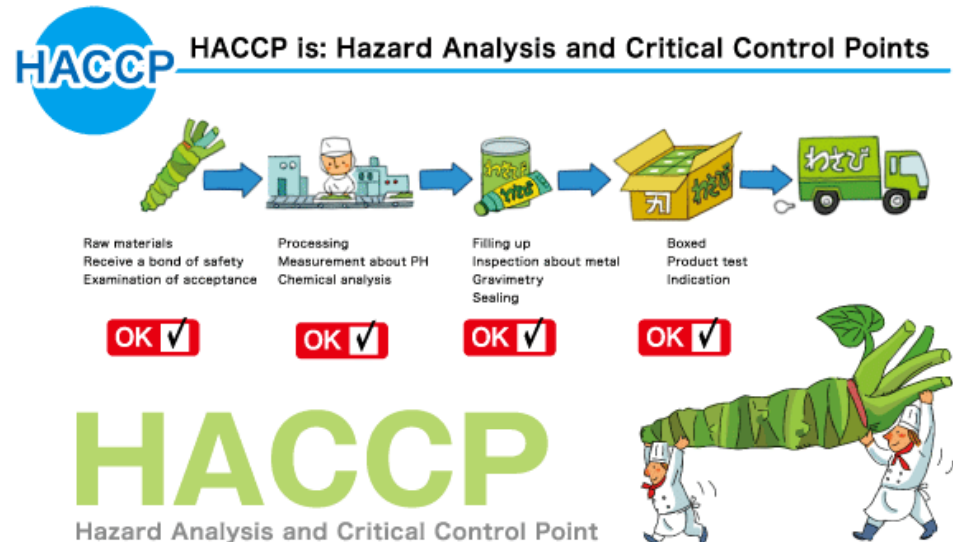 HACCP
HACCP is: Hazard Analysis and Critical Control Points
わさび
わさび
わさび
わさび
Raw materials
Receive a bond of safety
Examination of acceptance
Processing
Measurement about PH
Chemical analysis
Filling up
Inspection about metal
Gravimetry
Sealing
Boxed
Product test
Indication
OK
OK
OK
OK
HACCP
Hazard Analysis and Critical Control Point